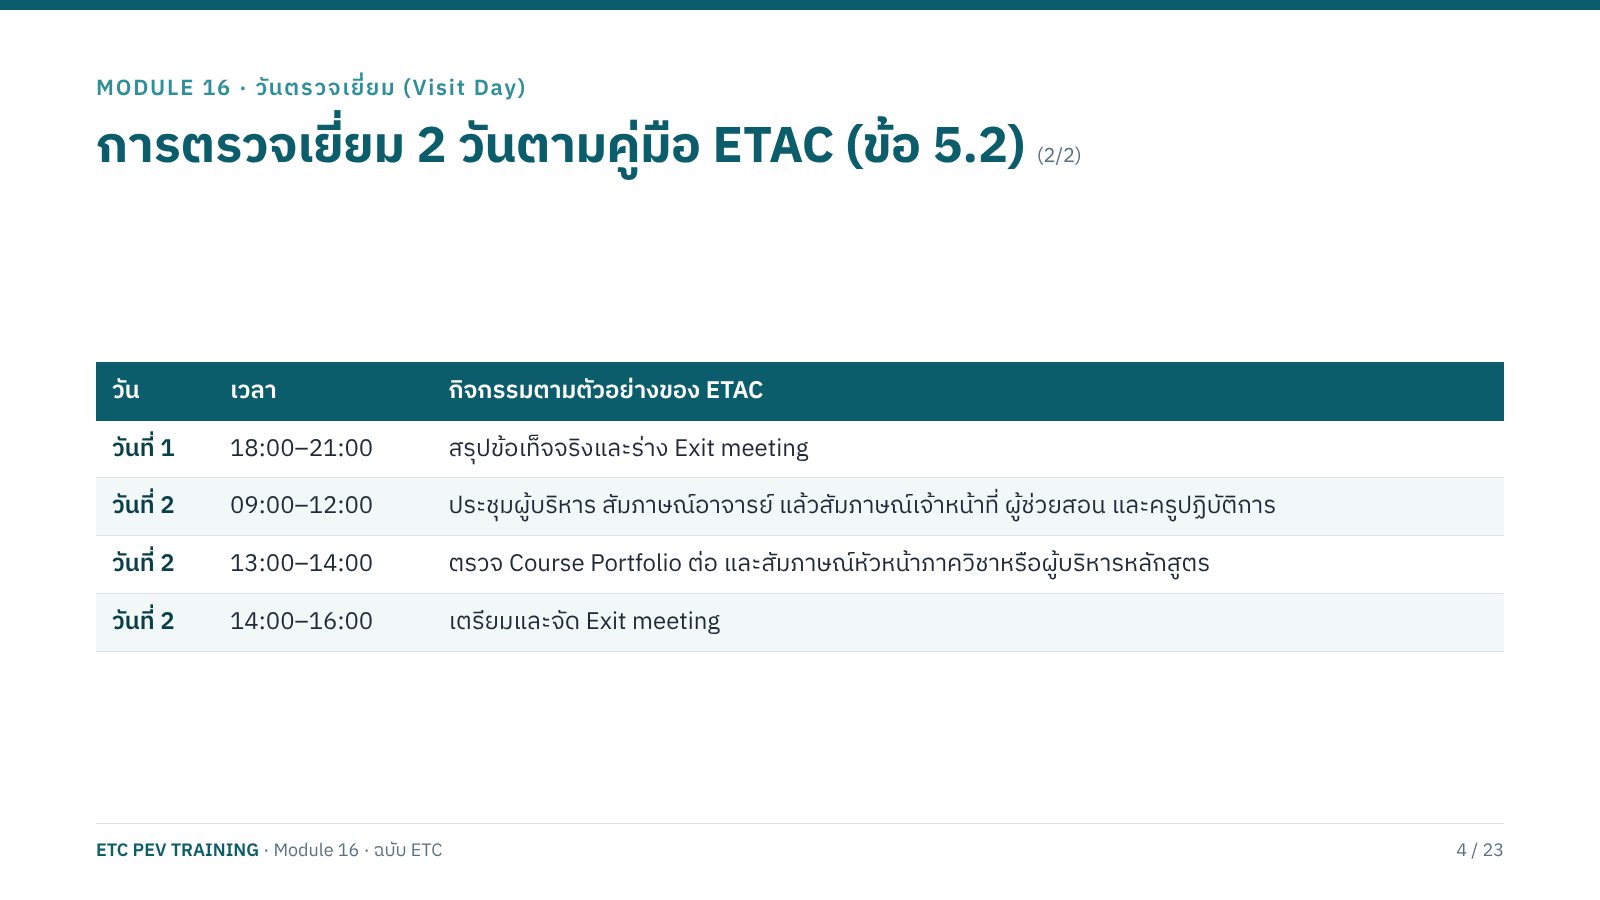 MODULE 16 · วันตรวจเยี่ยม (Visit Day)
การตรวจเยี่ยม 2 วันตามคู่มือ ETAC (ข้อ 5.2) (2/2)
วัน เวลา กิจกรรมตามตัวอย่างของ ETAC
วันที่ 1 18:00–21:00 สรุปข้อเท็จจริงและร่าง Exit meeting
วันที่ 2 09:00–12:00 ประชุมผู้บริหาร สัมภาษณ์อาจารย์ แล้วสัมภาษณ์เจ้าหน้าที่ ผู้ช่วยสอน และครูปฏิบัติการ
วันที่ 2 13:00–14:00 ตรวจ Course Portfolio ต่อ และสัมภาษณ์หัวหน้าภาควิชาหรือผู้บริหารหลักสูตร
วันที่ 2 14:00–16:00 เตรียมและจัด Exit meeting
ETC PEV TRAINING · Module 16 · ฉบับ ETC 4 / 23